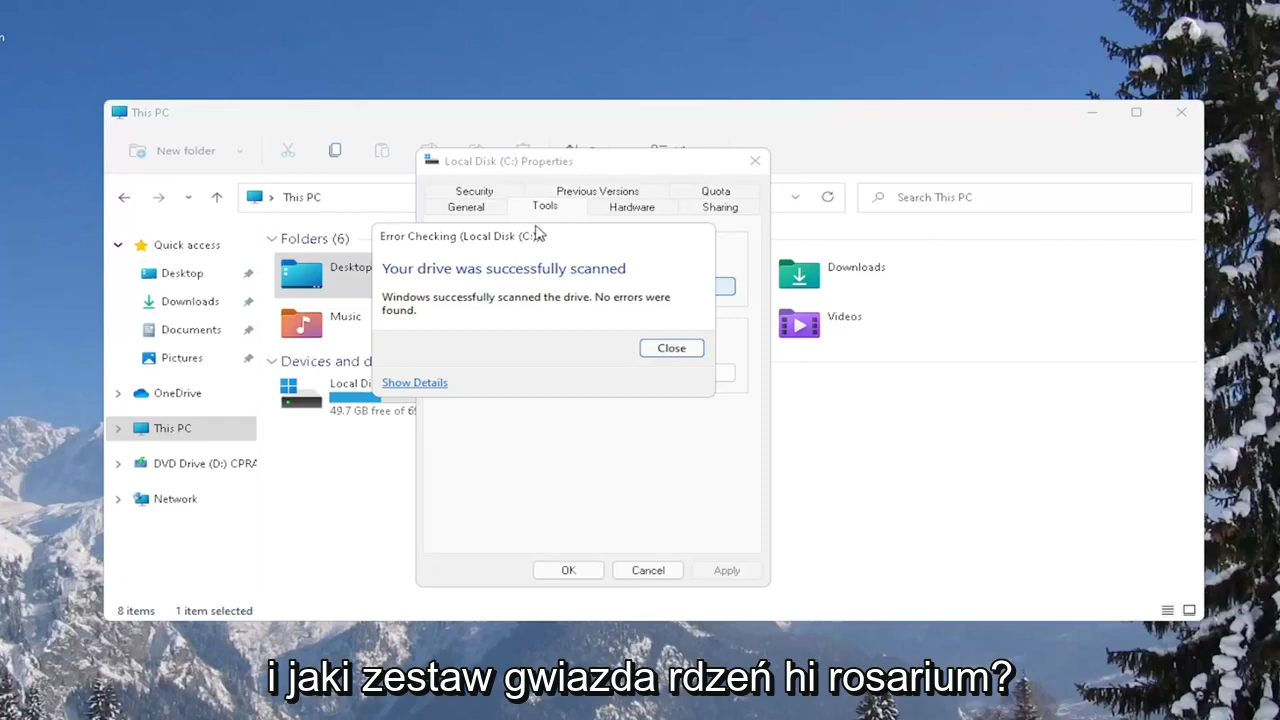 n
This PC
New folder
This PC
Search This PC
Local Disk (C:) Properties
Security
Previous Versions
Quota
General
Tools
Hardware
Sharing
Error Checking (Local Disk (C:
Your drive was successfully scanned
Windows successfully scanned the drive. No errors were
found.
Close
Show Details
OK
Cancel
Apply
Quick access
Desktop
Downloads
Documents
Pictures
OneDrive
This PC
DVD Drive (D:) CPRA
Network
Folders (6)
Desktop
Music
Downloads
Videos
Devices and d
Local Di
49.7 GB free of
8 items
1 item selected
i jaki zestaw gwiazda rdzeń hi rosarium?